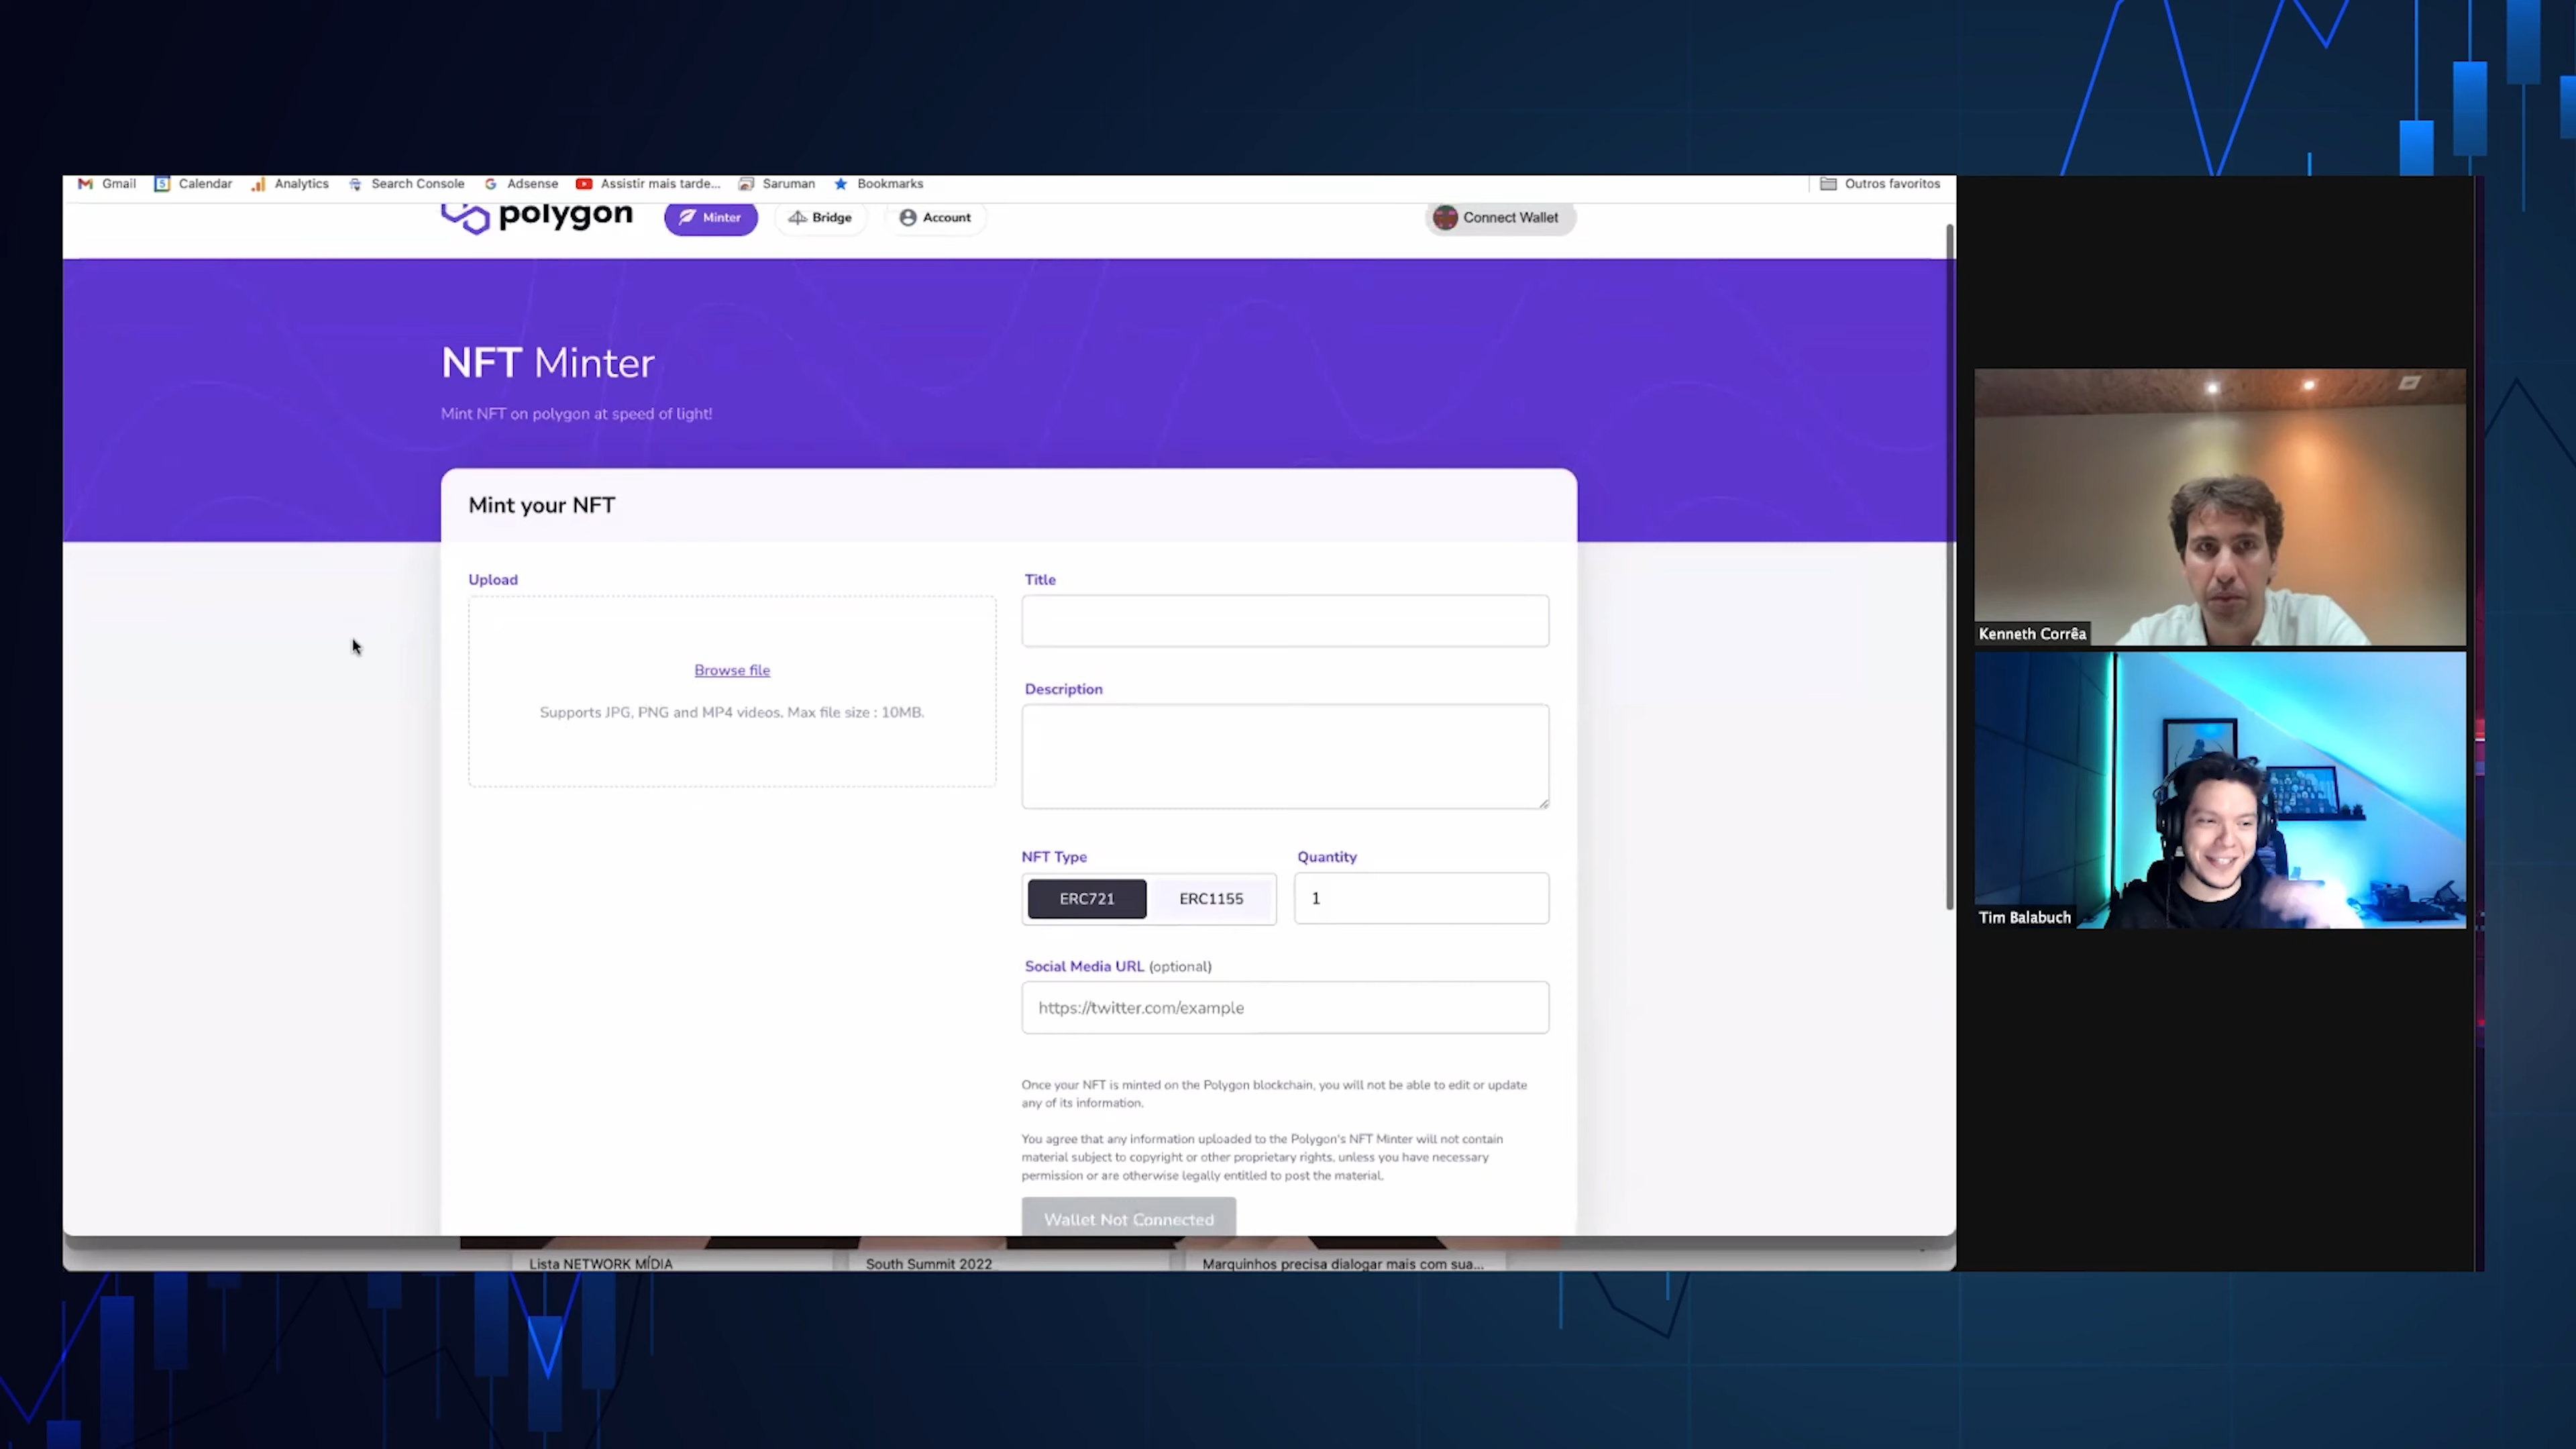 Gmail Calendar Analytics Search Console Adsense Assistir mais tarde... Saruman Bookmarks Outros favoritos
polygon Minter Bridge Account Connect Wallet
NFT Minter
Mint NFT on polygon at speed of light!
Mint your NFT
Upload
Browse file
Supports JPG, PNG and MP4 videos. Max file size : 10MB.
Title
Description
NFT Type
ERC721 ERC1155
Quantity
1
Social Media URL (optional)
https://twitter.com/example
Once your NFT is minted on the Polygon blockchain, you will not be able to edit or update
any of its information.
You agree that any information uploaded to the Polygon's NFT Minter will not contain
material subject to copyright or other proprietary rights, unless you have necessary
permission or are otherwise legally entitled to post the material.
Wallet Not Connected
Lista NETWORK MÍDIA
South Summit 2022
Marquinhos precisa dialogar mais com sua...
Kenneth Corrêa
Tim Balabuch